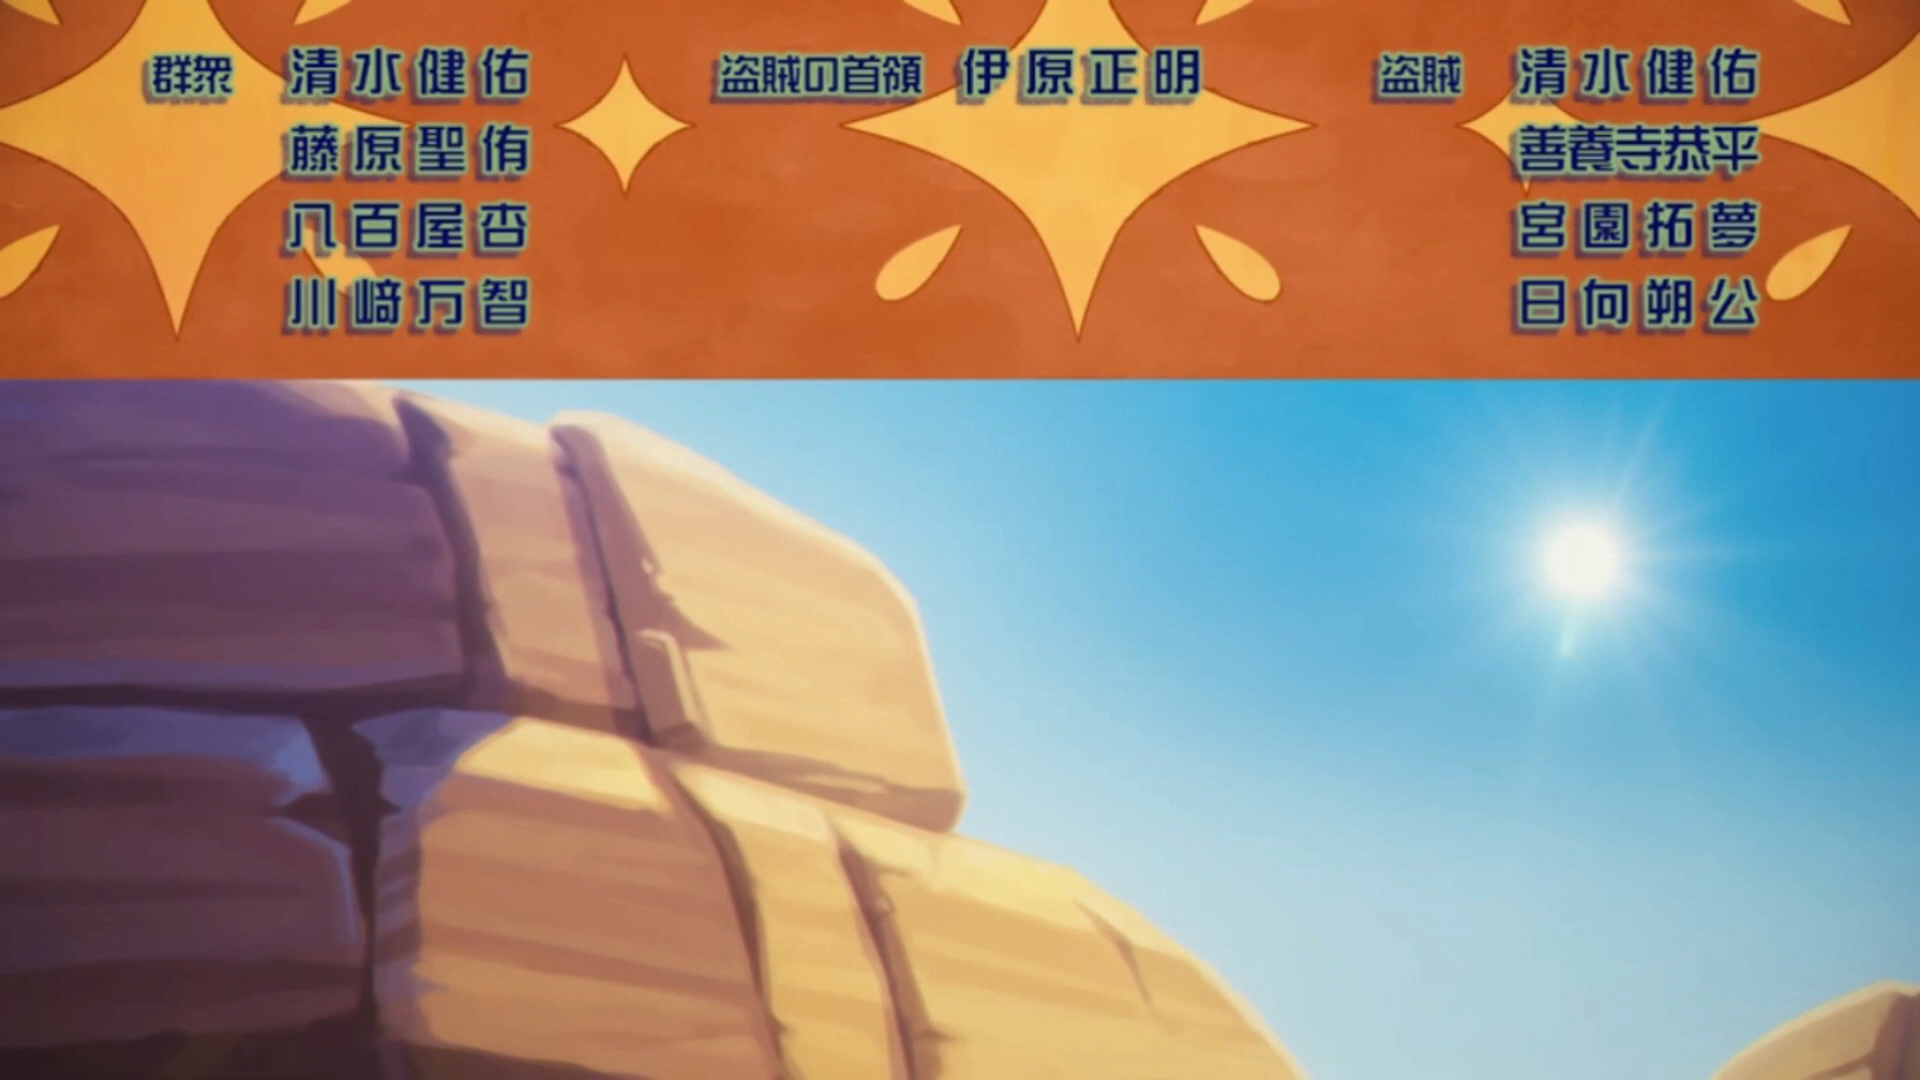 群衆 清水健佑
藤原聖侑
八百屋杏
川﨑万智
盗賊の首領 伊原正明
盗賊 清水健佑
善養寺恭平
宮園拓夢
日向朔公